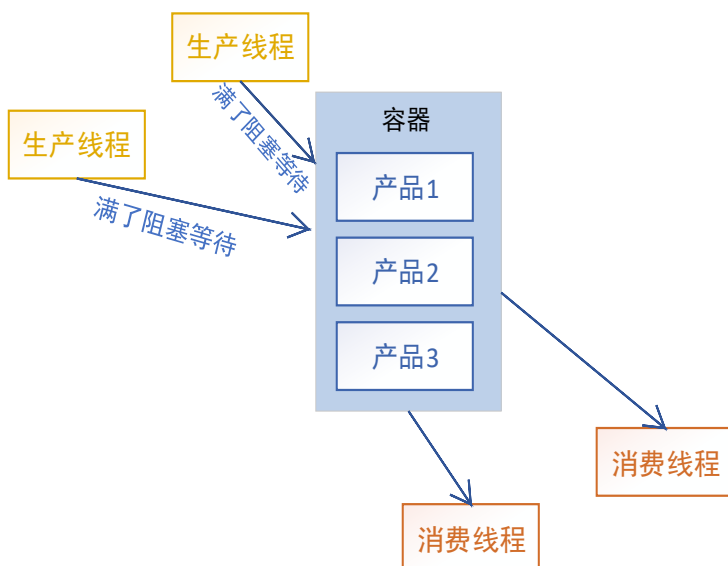 生产线程
满了阻塞等待
生产线程
满了阻塞等待
容器
产品1
产品2
产品3
消费线程
消费线程